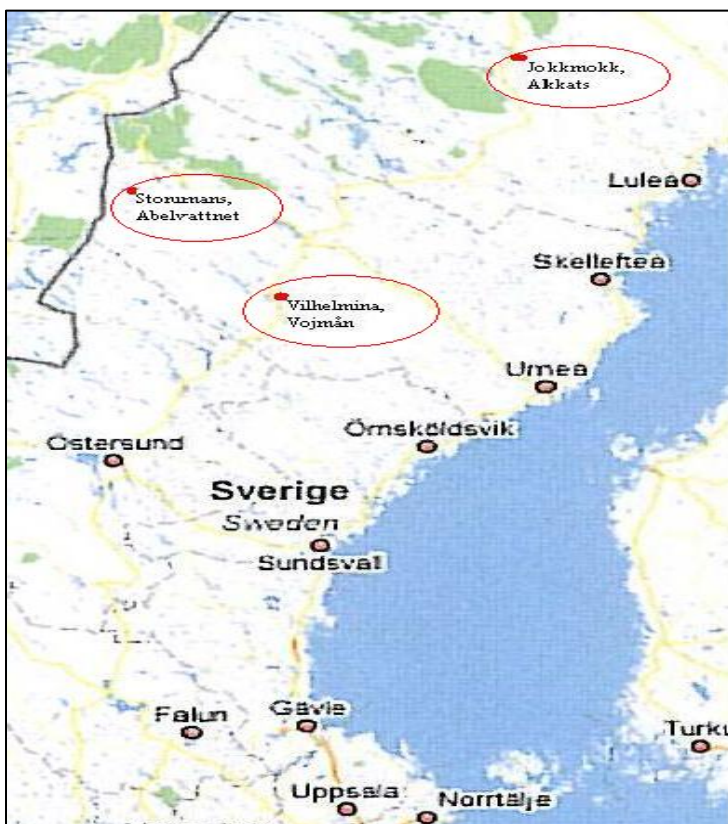 Jokkmokk,
Akkats
Luleå
Storumans,
Abelvattnet
Skellefteå
Vilhelmina,
Vojmån
Umeå
Östersund
Örnsköldsvik
Sverige
Sweden
Sundsvall
Falun
Gävle
Turku
Uppsala
Norrtälje